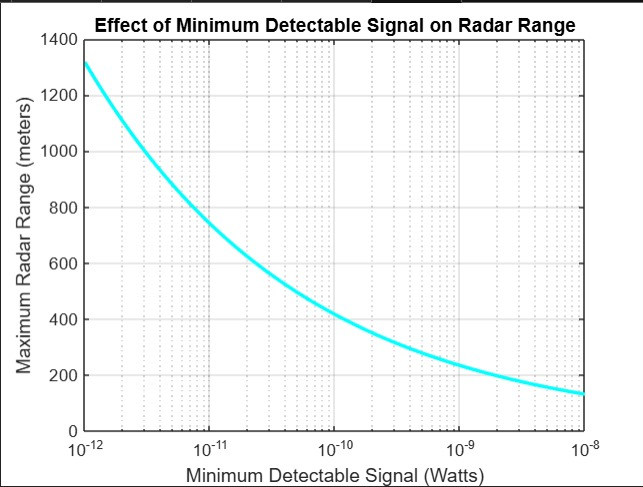 Effect of Minimum Detectable Signal on Radar Range
1400
1200
1000
800
600
400
200
0
Maximum Radar Range (meters)
10⁻¹² 10⁻¹¹ 10⁻¹⁰ 10⁻⁹ 10⁻⁸
Minimum Detectable Signal (Watts)